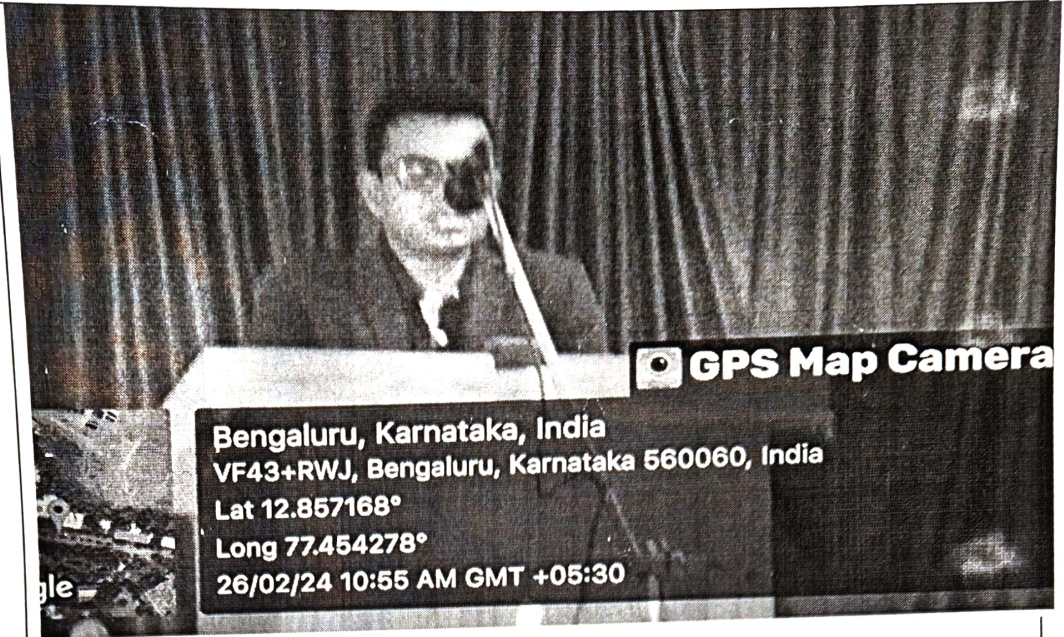 GPS Map Camera
Bengaluru, Karnataka, India
VF43+RWJ, Bengaluru, Karnataka 560060, India
Lat 12.857168°
Long 77.454278°
26/02/24 10:55 AM GMT +05:30
gle